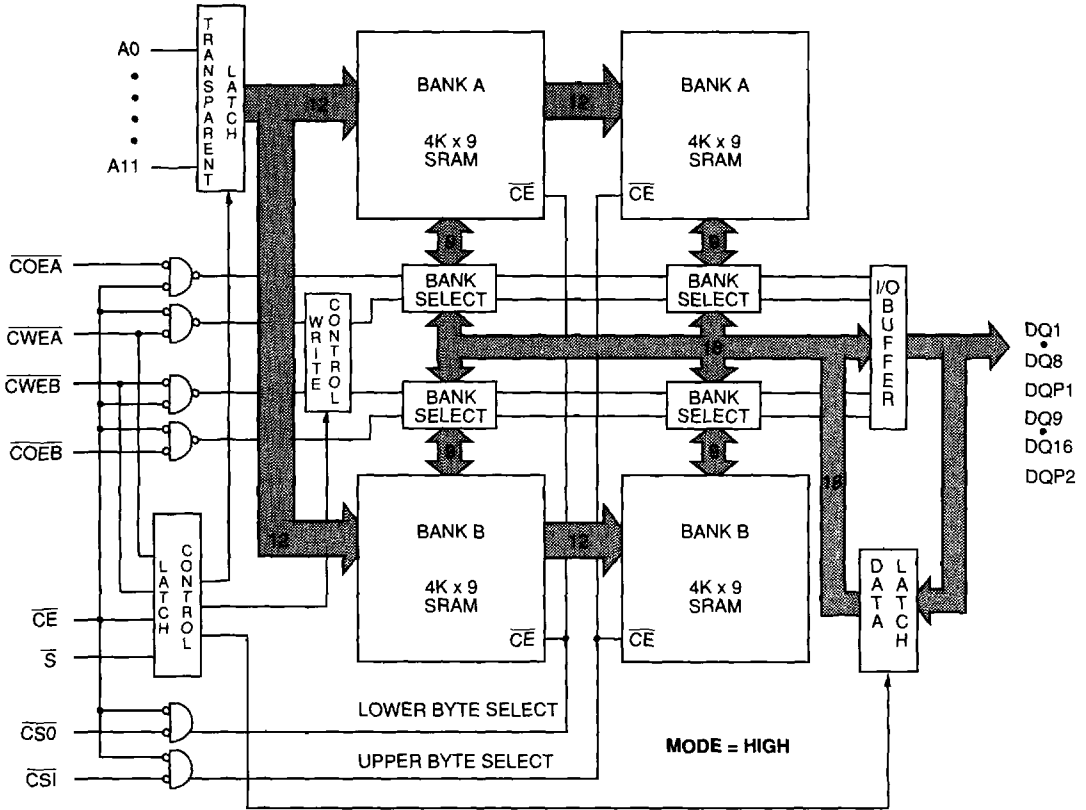 TRANSPARENT
LATCH
A0
A11
12
BANK A
4K x 9
SRAM
CE
12
BANK A
4K x 9
SRAM
CE
COEA
CWEA
CWEB
COEB
WRITE
CONTROL
9
9
BANK
SELECT
BANK
SELECT
18
BANK
SELECT
BANK
SELECT
9
9
I/O
BUFFER
DQ1
DQ8
DQP1
DQ9
DQ16
DQP2
18
12
BANK B
4K x 9
SRAM
CE
12
BANK B
4K x 9
SRAM
CE
DATA
LATCH
LATCH
CONTROL
CE
S
CS0
CSI
LOWER BYTE SELECT
UPPER BYTE SELECT
MODE = HIGH